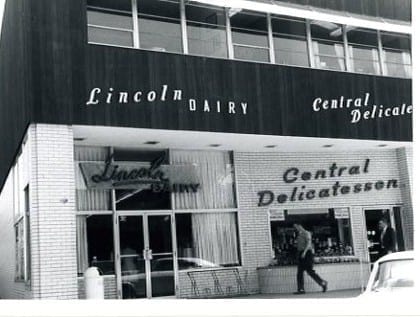 Lincoln DAIRY
Central
Delicate
Lincoln
DAIRY
Central
Delicatessen